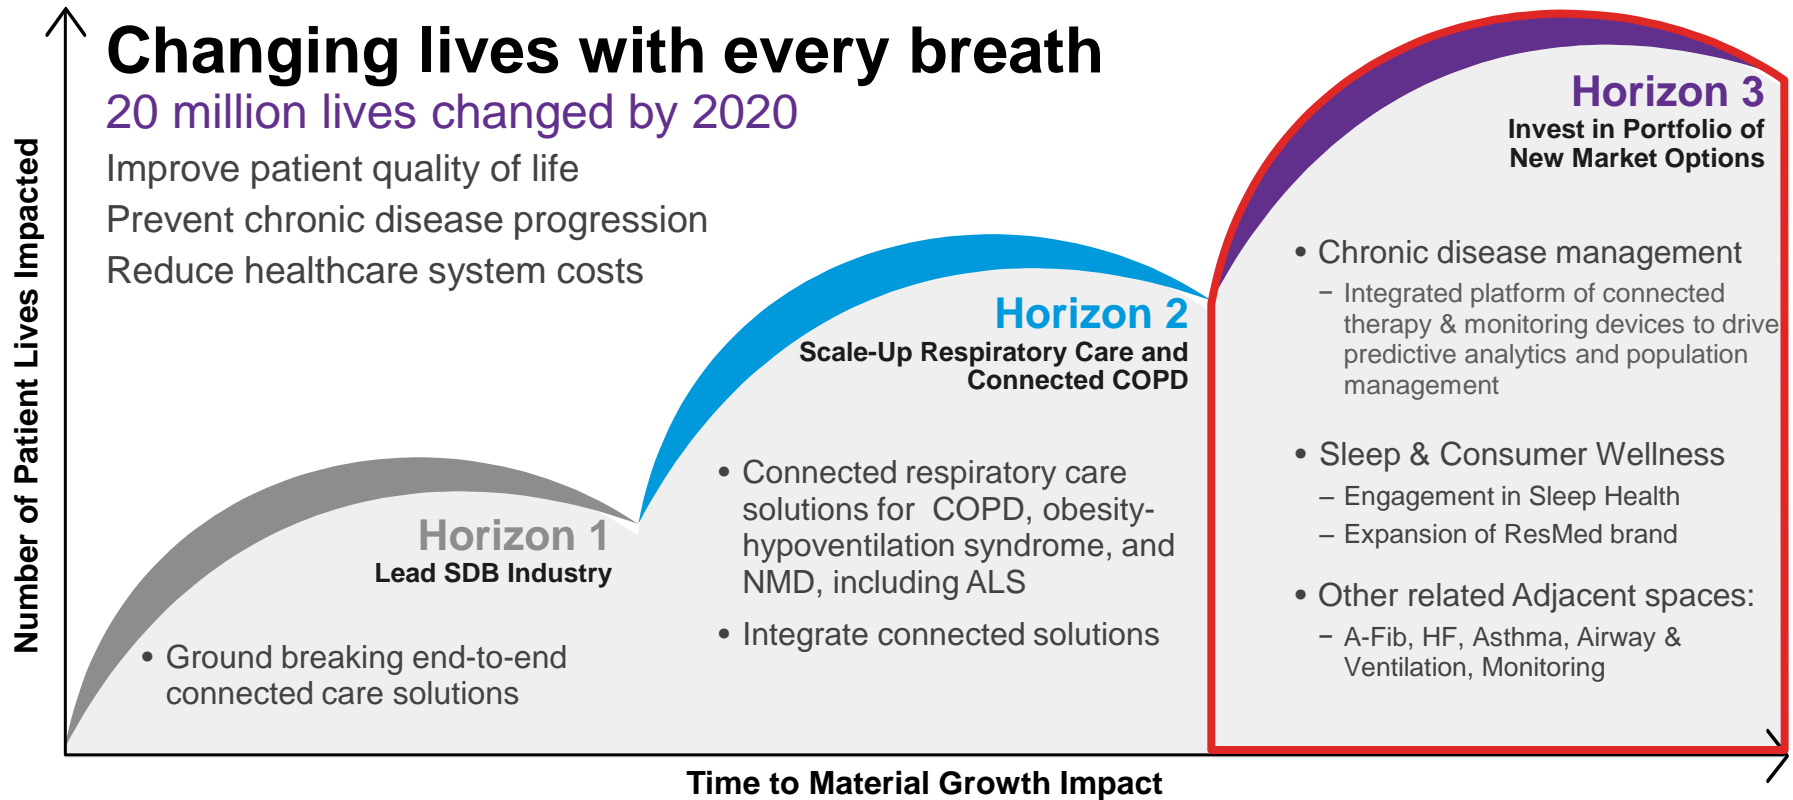 Changing lives with every breath
20 million lives changed by 2020
Improve patient quality of life
Prevent chronic disease progression
Reduce healthcare system costs
Number of Patient Lives Impacted
Horizon 1
Lead SDB Industry
• Ground breaking end-to-end
connected care solutions
Horizon 2
Scale-Up Respiratory Care and
Connected COPD
• Connected respiratory care
solutions for  COPD, obesity-
hypoventilation syndrome, and
NMD, including ALS
• Integrate connected solutions
Horizon 3
Invest in Portfolio of
New Market Options
• Chronic disease management
− Integrated platform of connected
therapy & monitoring devices to drive
predictive analytics and population
management
• Sleep & Consumer Wellness
– Engagement in Sleep Health
– Expansion of ResMed brand
• Other related Adjacent spaces:
− A-Fib, HF, Asthma, Airway &
Ventilation, Monitoring
Time to Material Growth Impact